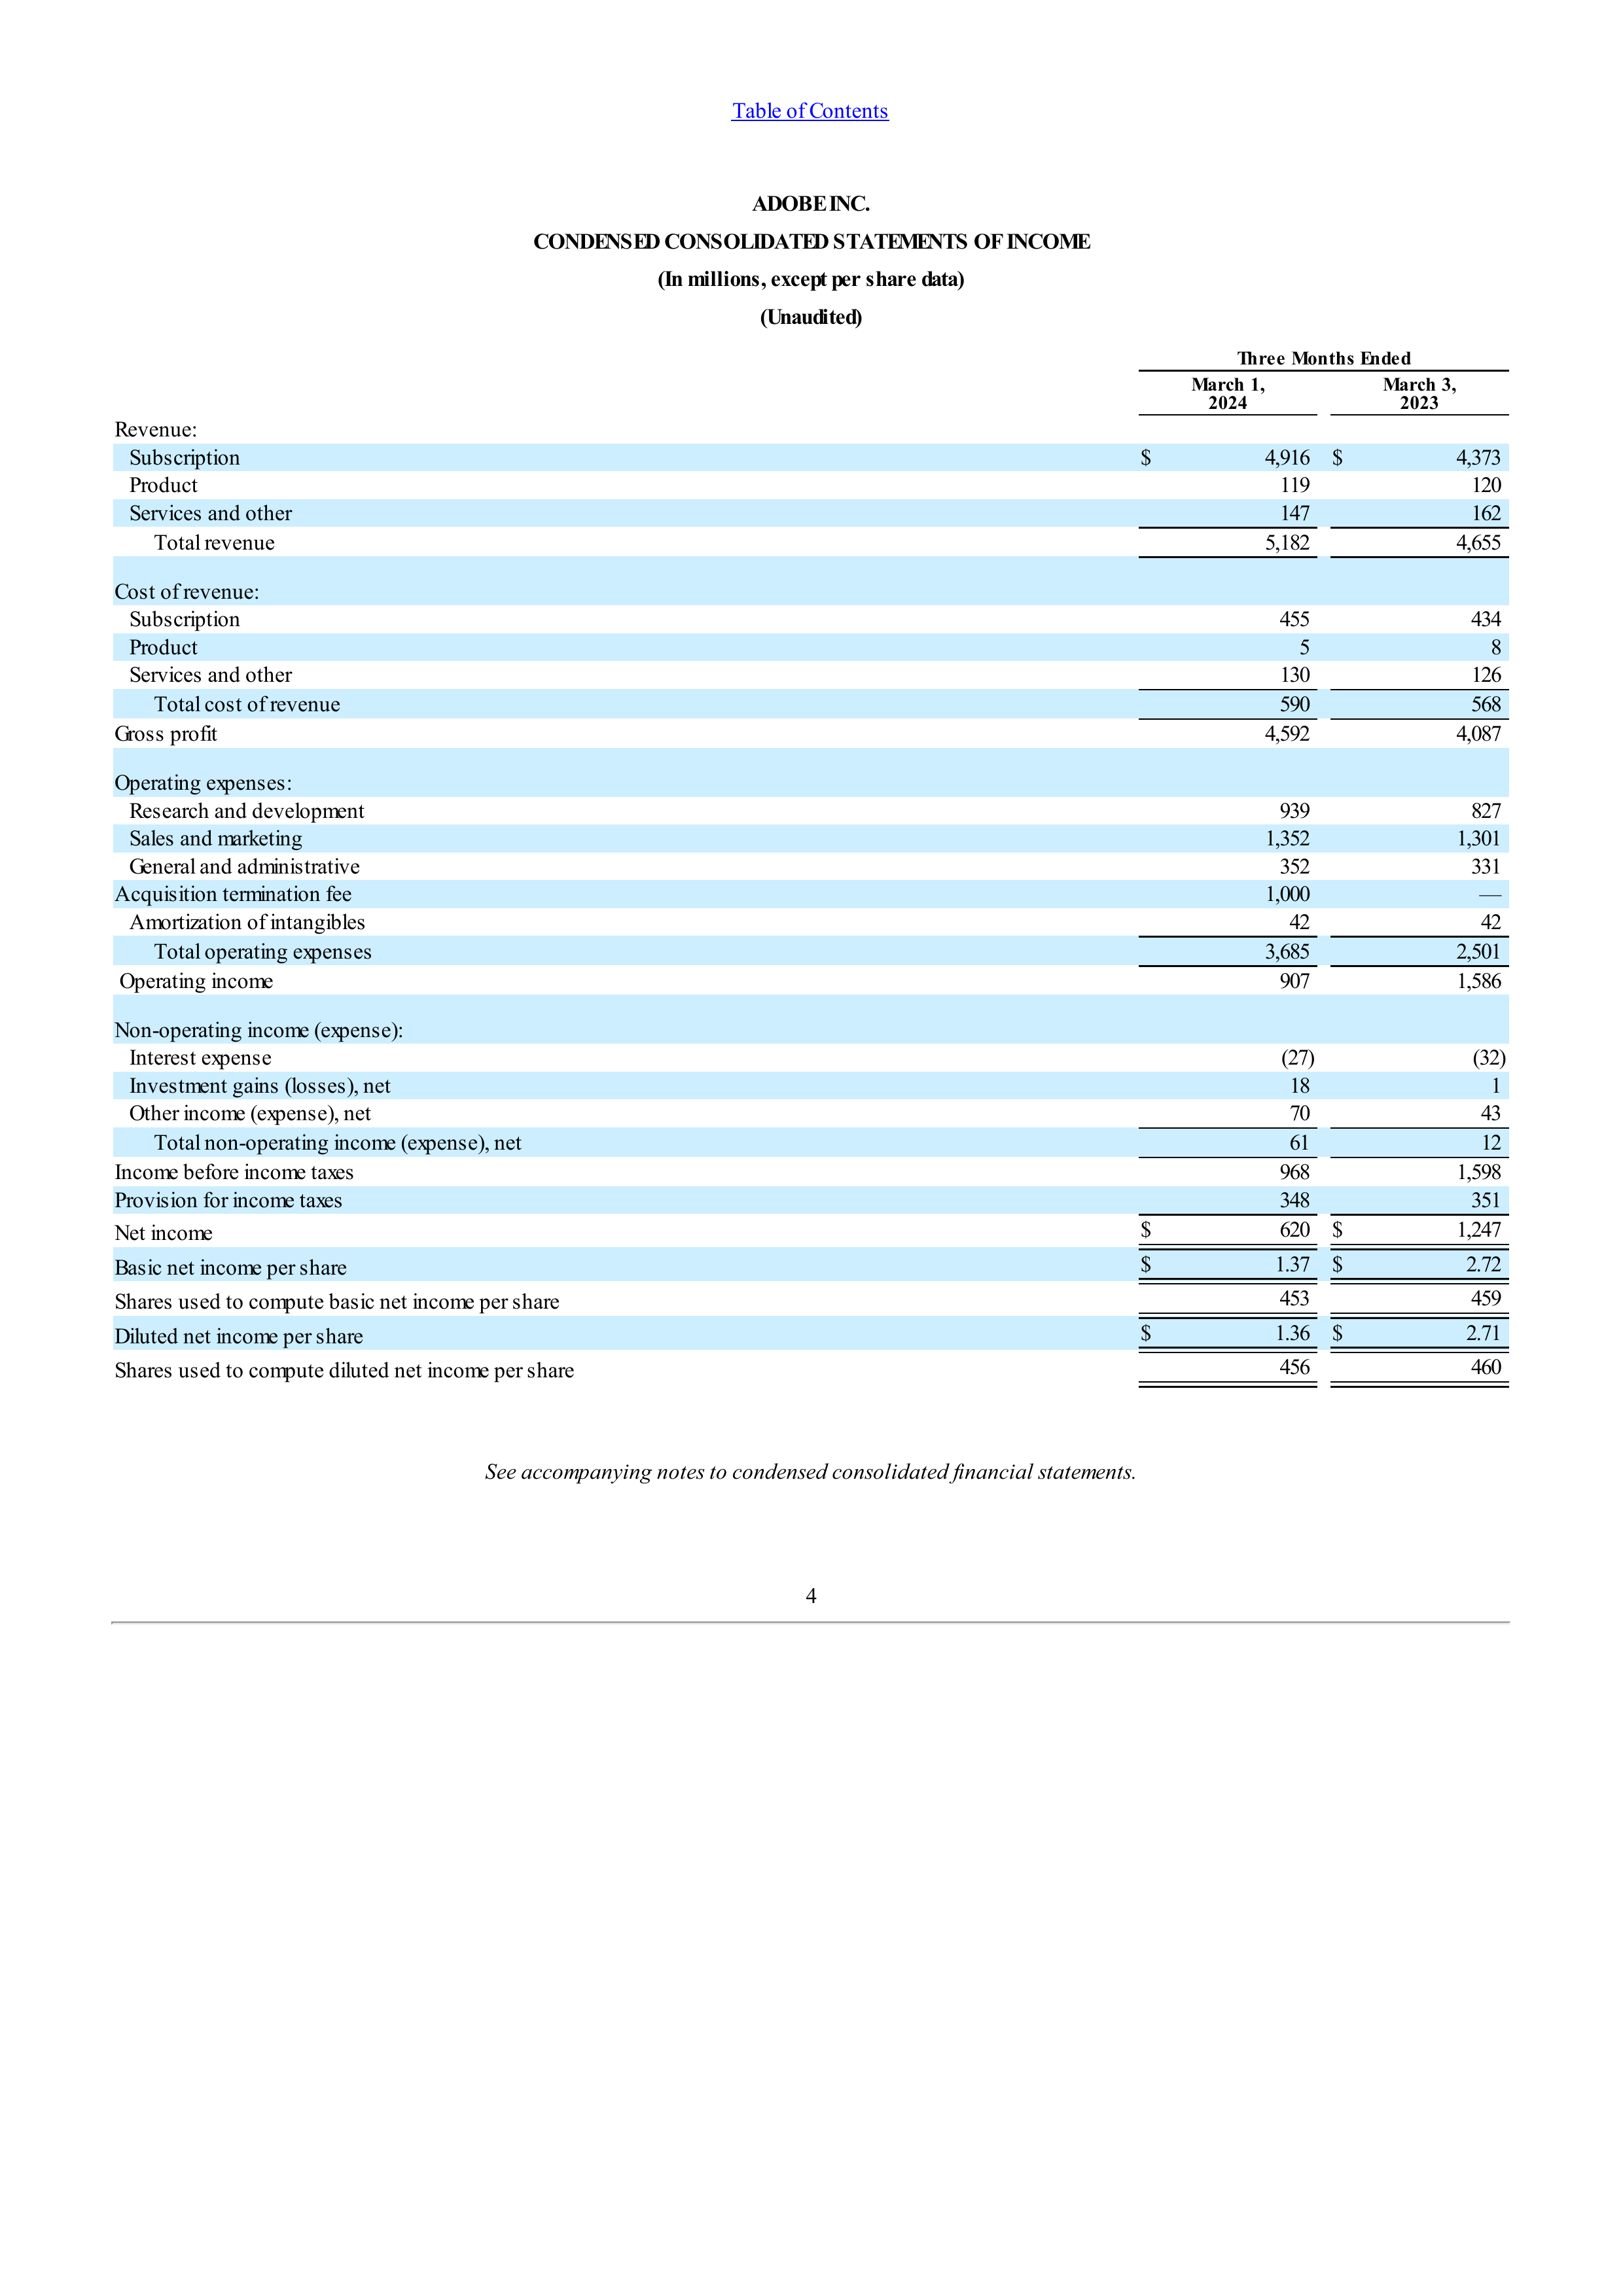 Table of Contents
ADOBE INC.
CONDENSED CONSOLIDATED STATEMENTS OF INCOME
(In millions, except per share data)
(Unaudited)
Three Months Ended
March 1, 2024 March 3, 2023
Revenue:
Subscription $ 4,916 $ 4,373
Product 119 120
Services and other 147 162
Total revenue 5,182 4,655
Cost of revenue:
Subscription 455 434
Product 5 8
Services and other 130 126
Total cost of revenue 590 568
Gross profit 4,592 4,087
Operating expenses:
Research and development 939 827
Sales and marketing 1,352 1,301
General and administrative 352 331
Acquisition termination fee 1,000 —
Amortization of intangibles 42 42
Total operating expenses 3,685 2,501
Operating income 907 1,586
Non-operating income (expense):
Interest expense (27) (32)
Investment gains (losses), net 18 1
Other income (expense), net 70 43
Total non-operating income (expense), net 61 12
Income before income taxes 968 1,598
Provision for income taxes 348 351
Net income $ 620 $ 1,247
Basic net income per share $ 1.37 $ 2.72
Shares used to compute basic net income per share 453 459
Diluted net income per share $ 1.36 $ 2.71
Shares used to compute diluted net income per share 456 460
See accompanying notes to condensed consolidated financial statements.
4